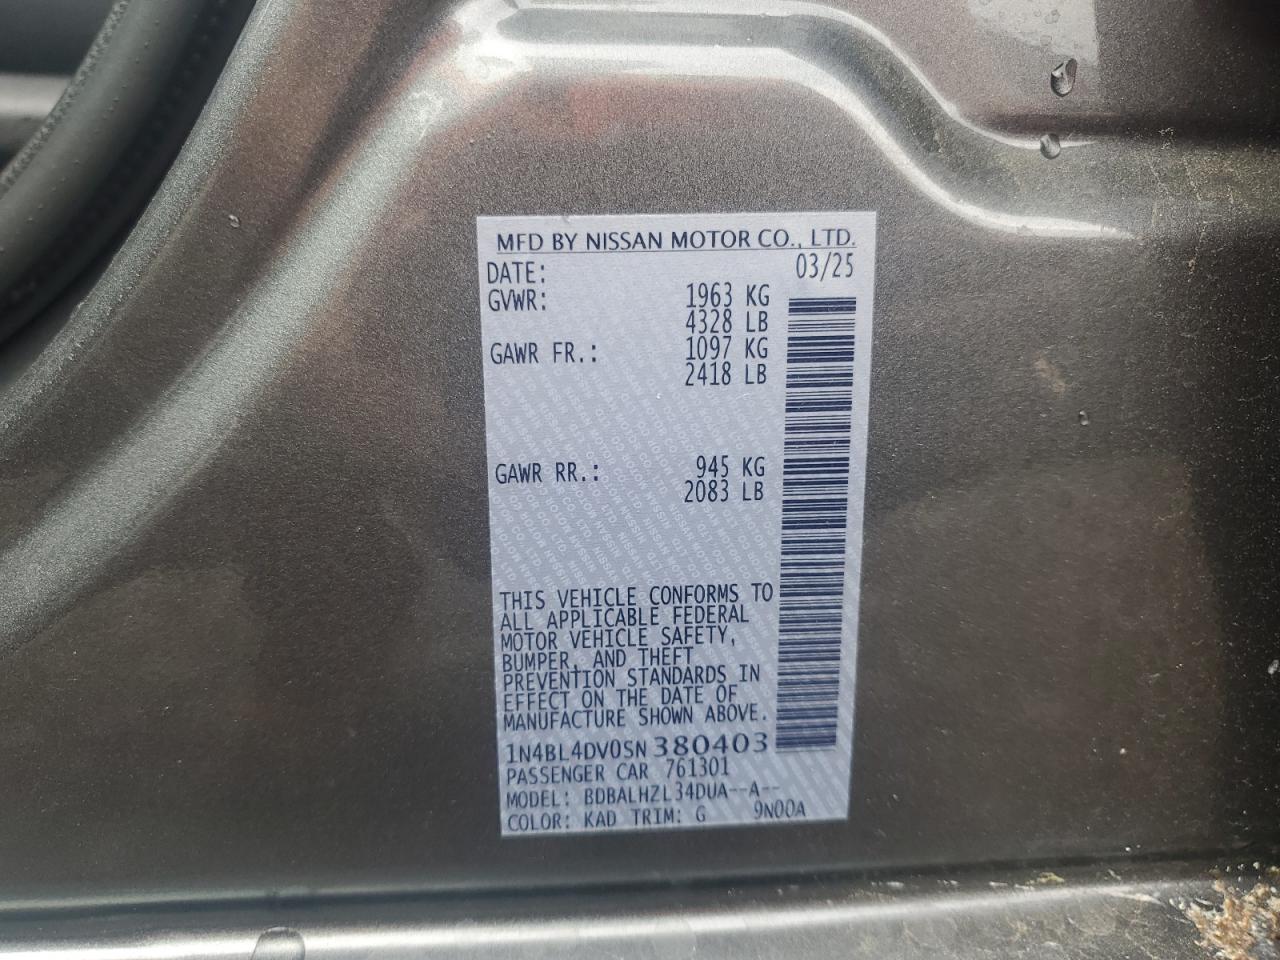 MFD BY NISSAN MOTOR CO., LTD.
DATE: 03/25
GVWR: 1963 KG
4328 LB
GAWR FR.: 1097 KG
2418 LB
GAWR RR.: 945 KG
2083 LB
THIS VEHICLE CONFORMS TO
ALL APPLICABLE FEDERAL
MOTOR VEHICLE SAFETY,
BUMPER, AND THEFT
PREVENTION STANDARDS IN
EFFECT ON THE DATE OF
MANUFACTURE SHOWN ABOVE.
1N4BL4DV0SN380403
PASSENGER CAR 761301
MODEL: BDBALHZL34DUA--A--
COLOR: KAD TRIM: G 9N00A